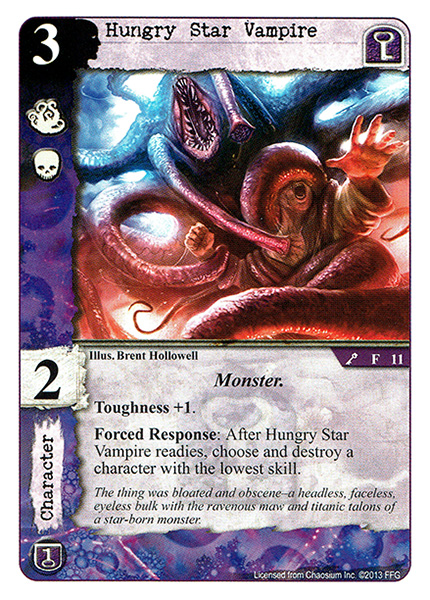 3
Hungry Star Vampire
Illus. Brent Hollowell
F 11
2
Character
Monster.
Toughness +1.
Forced Response: After Hungry Star
Vampire readies, choose and destroy a
character with the lowest skill.
The thing was bloated and obscene–a headless, faceless,
eyeless bulk with the ravenous maw and titanic talons of
a star-born monster.
1
Licensed from Chaosium Inc. ©2013 FFG